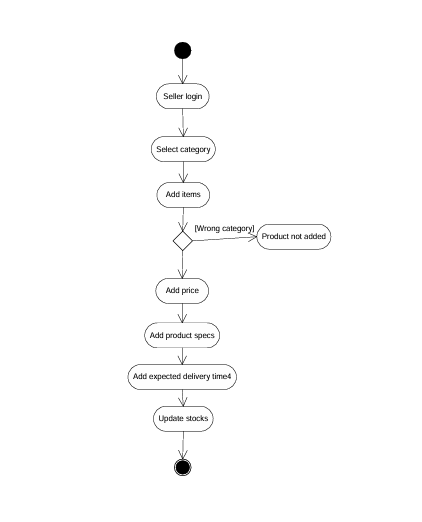 Seller login
Select category
Add items
[Wrong category]
Product not added
Add price
Add product specs
Add expected delivery time4
Update stocks